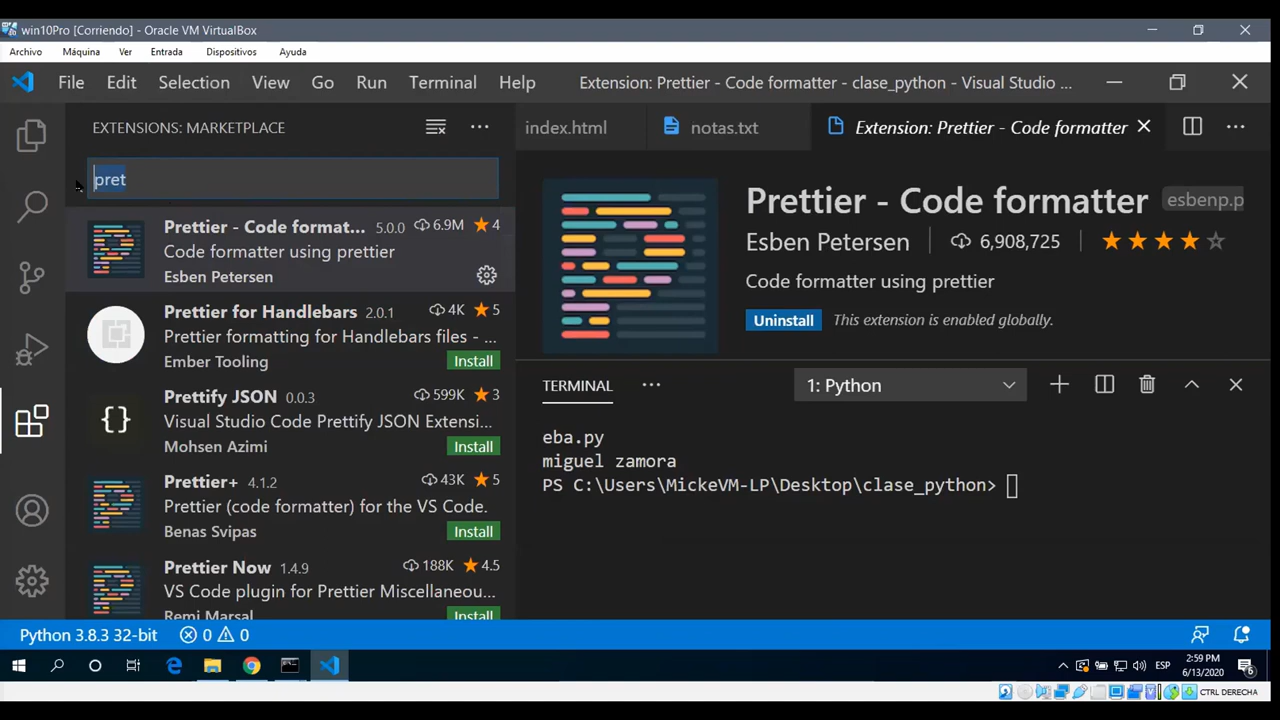 win10Pro [Corriendo] - Oracle VM VirtualBox
Archivo Máquina Ver Entrada Dispositivos Ayuda
File Edit Selection View Go Run Terminal Help Extension: Prettier - Code formatter - clase_python - Visual Studio ...
EXTENSIONS: MARKETPLACE
pret
Prettier - Code format... 5.0.0 6.9M 4
Code formatter using prettier
Esben Petersen
Prettier for Handlebars 2.0.1 4K 5
Prettier formatting for Handlebars files - ...
Ember Tooling Install
Prettify JSON 0.0.3 599K 3
Visual Studio Code Prettify JSON Extensi...
Mohsen Azimi Install
Prettier+ 4.1.2 43K 5
Prettier (code formatter) for the VS Code.
Benas Svipas Install
Prettier Now 1.4.9 188K 4.5
VS Code plugin for Prettier Miscellaneou...
Remi Marsal Install
index.html notas.txt Extension: Prettier - Code formatter
Prettier - Code formatter esbenp.p
Esben Petersen 6,908,725
Code formatter using prettier
Uninstall This extension is enabled globally.
TERMINAL 1: Python
eba.py
miguel zamora
PS C:\Users\MickeVM-LP\Desktop\clase_python>
Python 3.8.3 32-bit 0 0
ESP 2:59 PM
6/13/2020 6
CTRL DERECHA